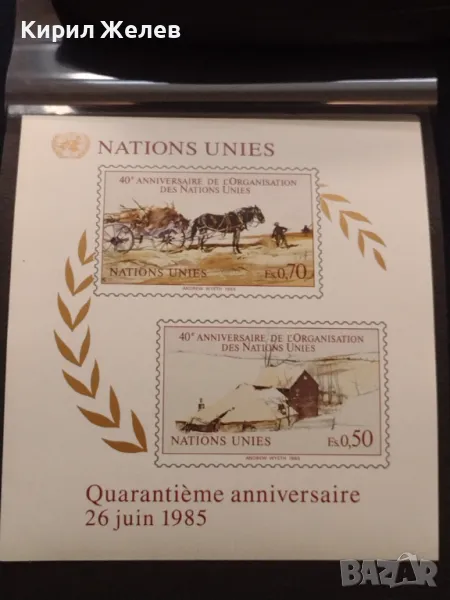 Кирил Желев
NATIONS UNIES
40e ANNIVERSAIRE DE L'ORGANISATION
DES NATIONS UNIES
NATIONS UNIES
Fs.0,70
ANDREW WYETH 1985
40e ANNIVERSAIRE DE L'ORGANISATION
DES NATIONS UNIES
NATIONS UNIES
Fs.0,50
ANDREW WYETH 1985
Quarantième anniversaire
26 juin 1985
BAZAR